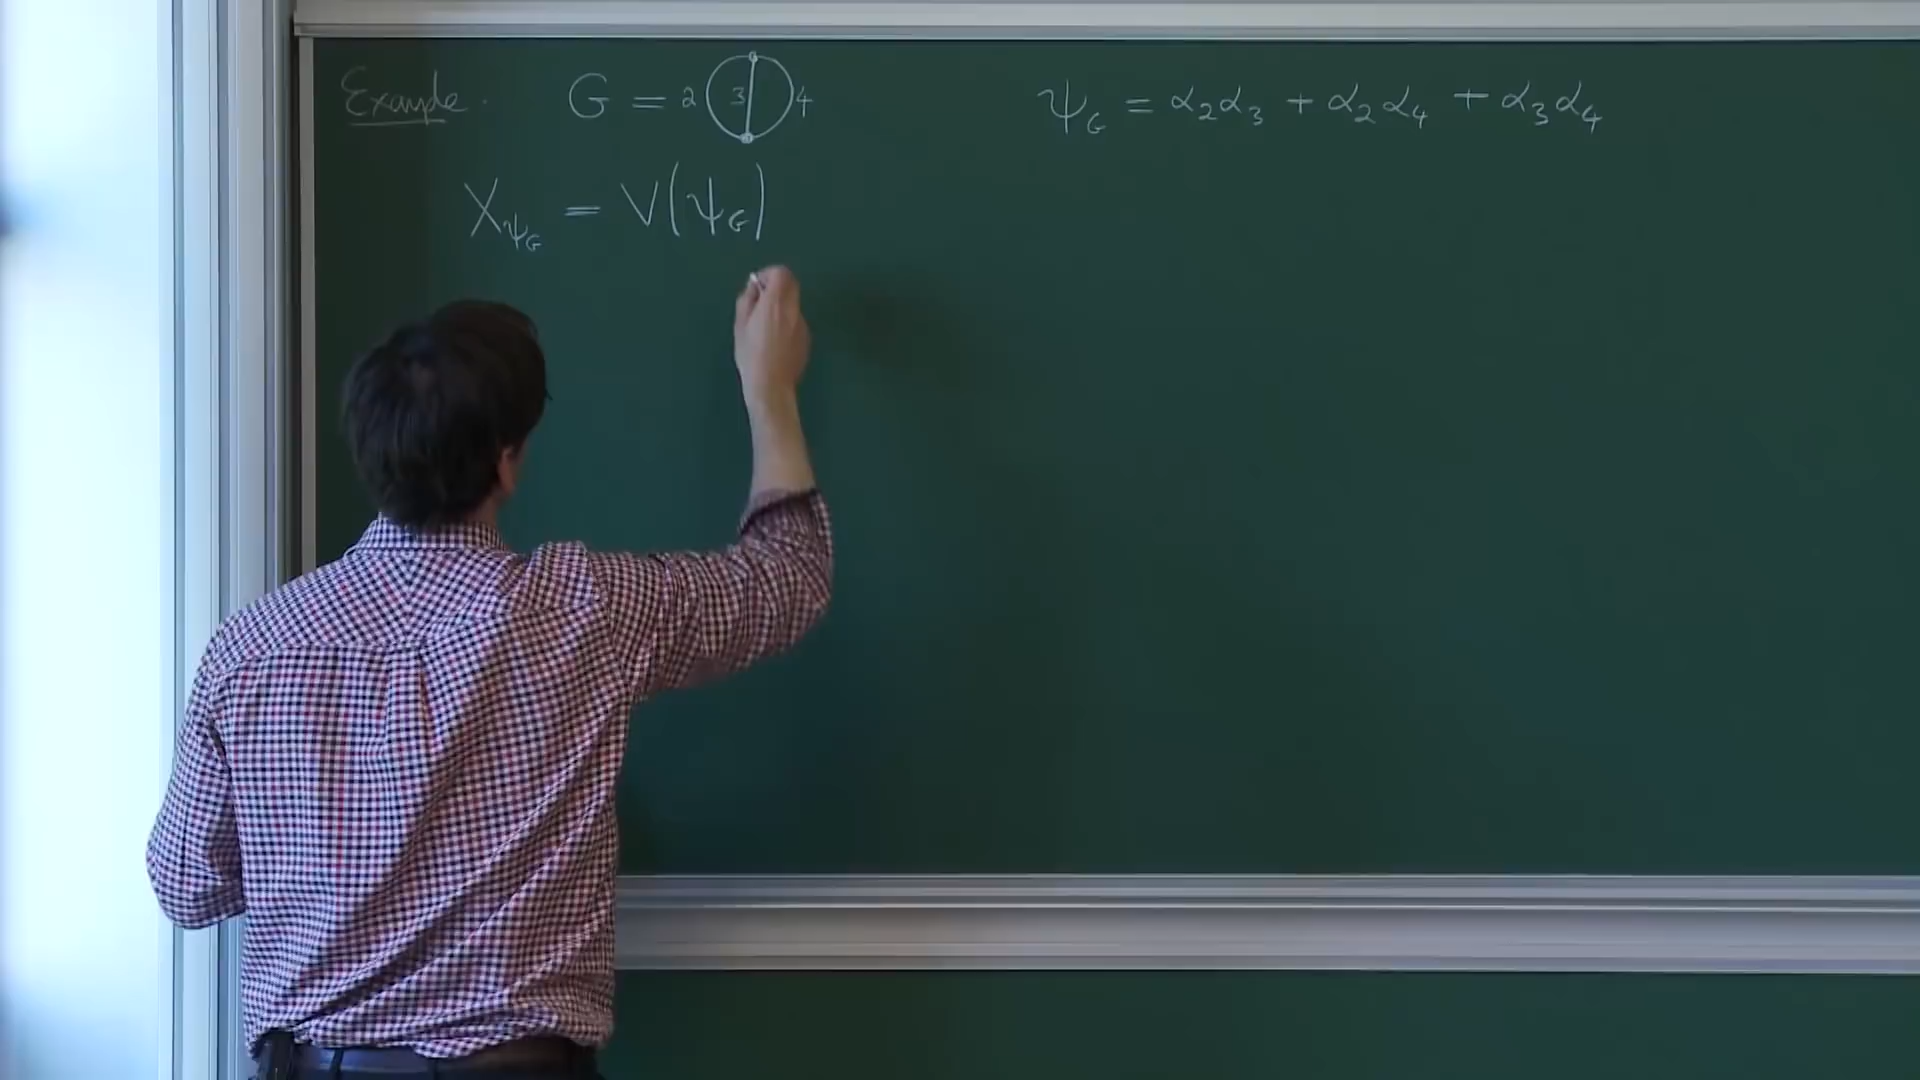 Example. G = 2 3 4 ψ_G = α₂α₃ + α₂α₄ + α₃α₄
X_{ψ_G} = V(ψ_G)